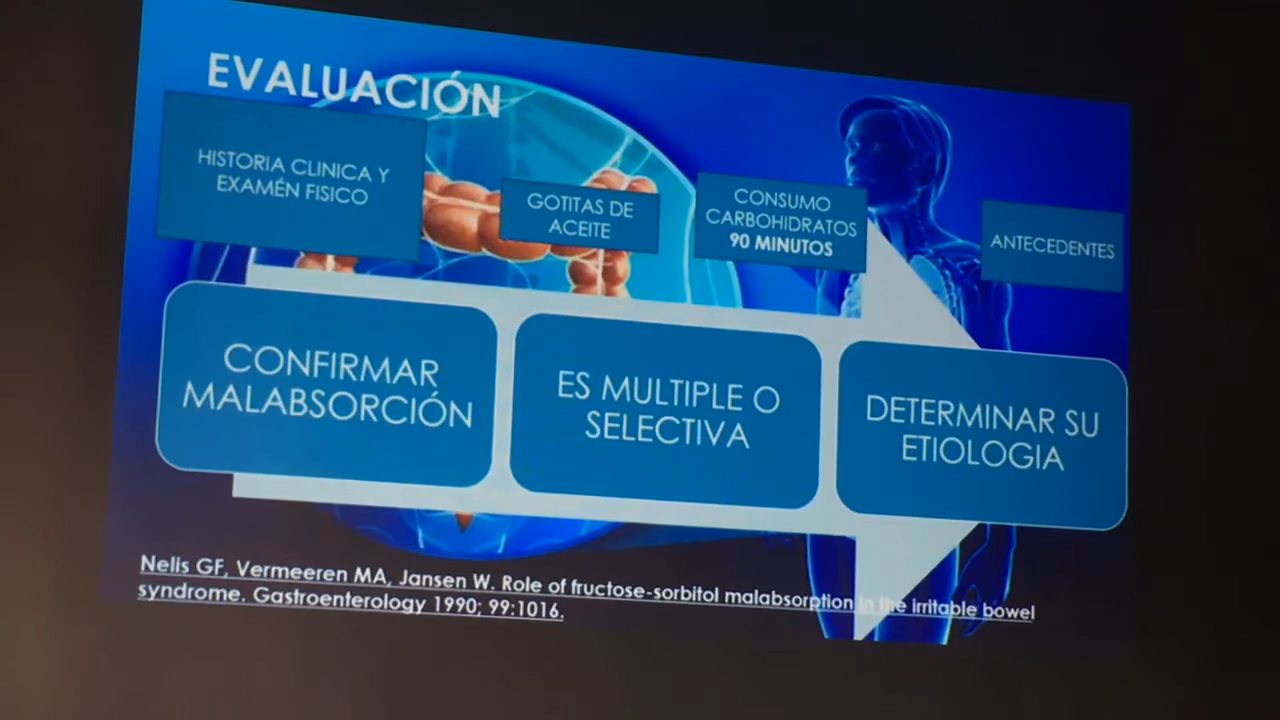 EVALUACIÓN
HISTORIA CLINICA Y
EXAMÉN FISICO
GOTITAS DE
ACEITE
CONSUMO
CARBOHIDRATOS
90 MINUTOS
ANTECEDENTES
CONFIRMAR
MALABSORCIÓN
ES MULTIPLE O
SELECTIVA
DETERMINAR SU
ETIOLOGIA
Nelis GF, Vermeeren MA, Jansen W. Role of fructose-sorbitol malabsorption in the irritable bowel
syndrome. Gastroenterology 1990; 99:1016.